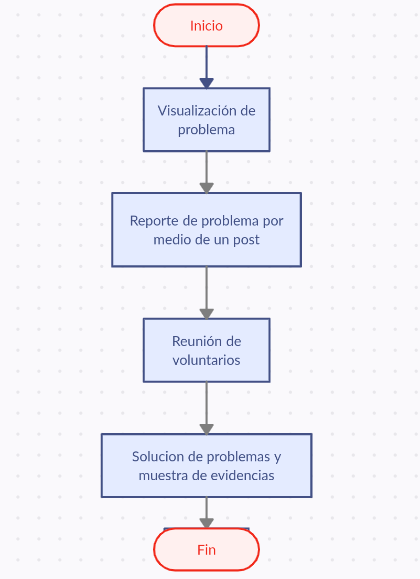 Inicio
Visualización de
problema
Reporte de problema por
medio de un post
Reunión de
voluntarios
Solucion de problemas y
muestra de evidencias
Fin